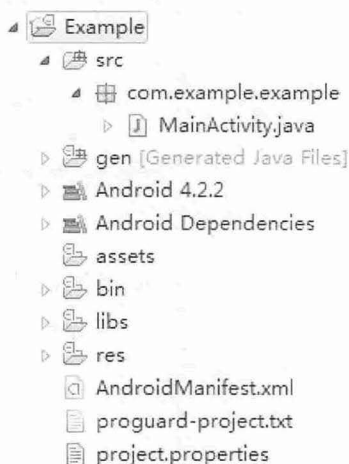 Example
src
com.example.example
MainActivity.java
gen [Generated Java Files]
Android 4.2.2
Android Dependencies
assets
bin
libs
res
AndroidManifest.xml
proguard-project.txt
project.properties